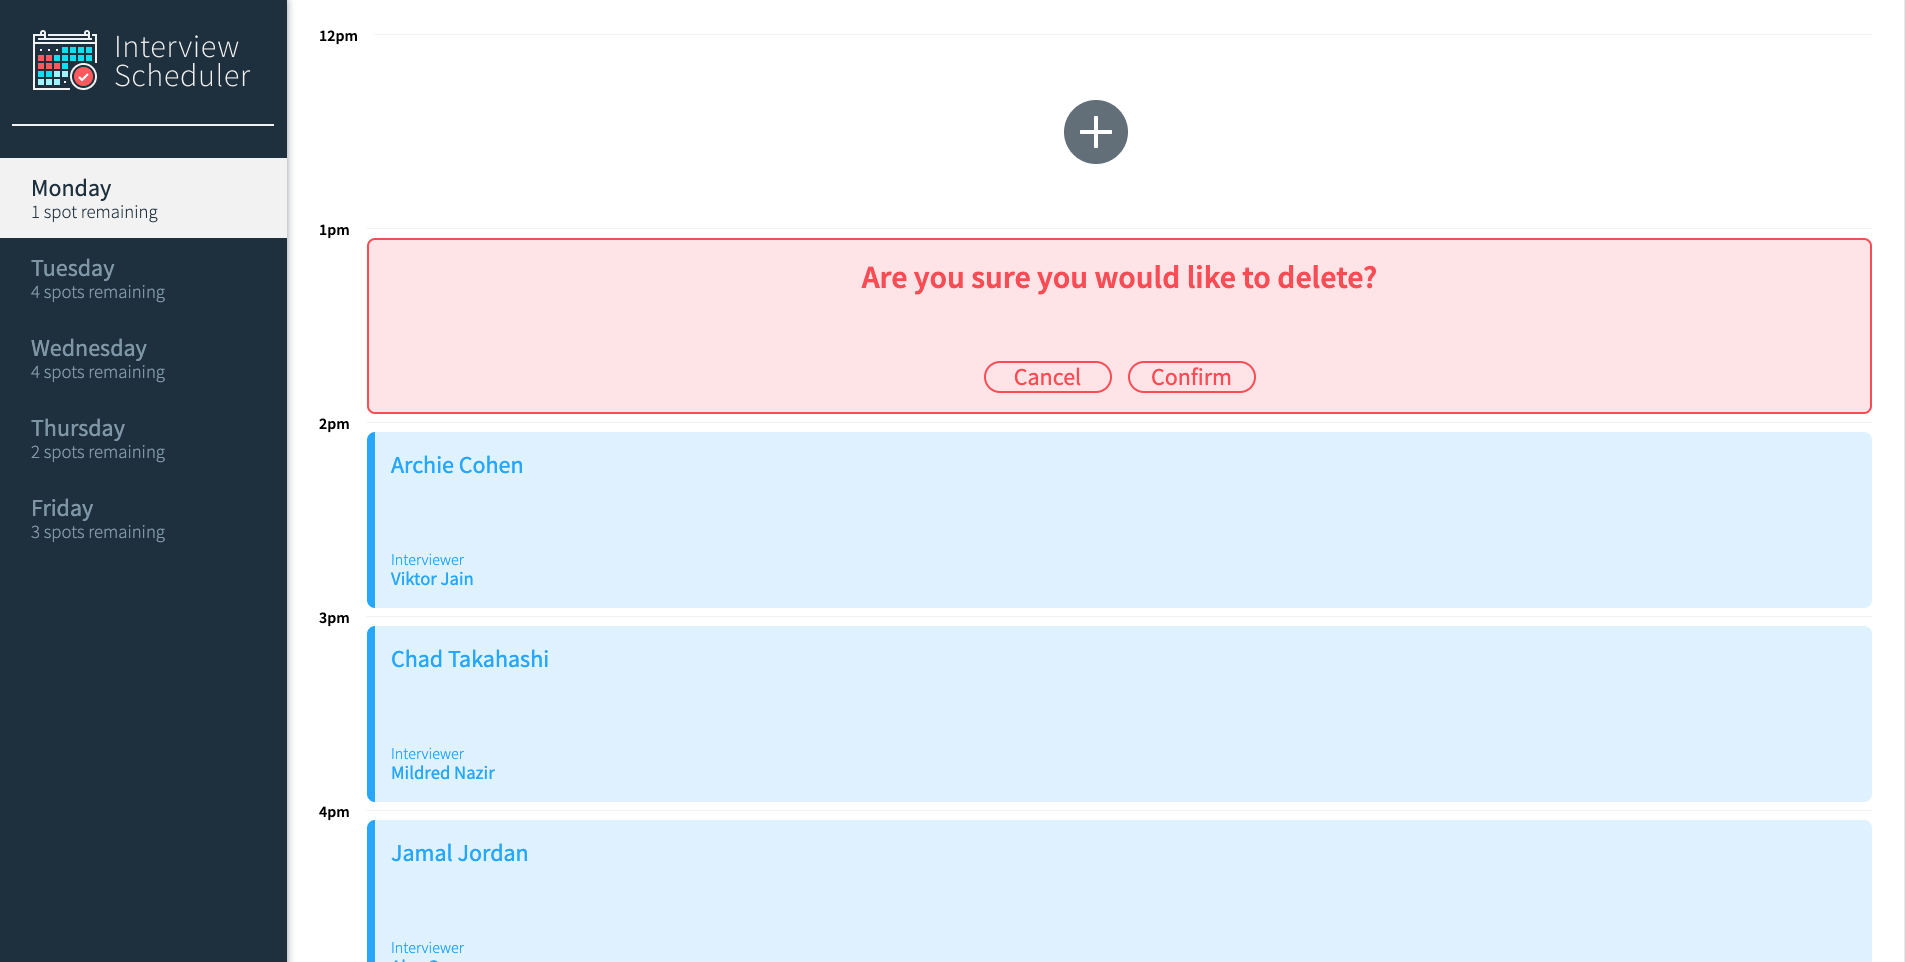 Interview
Scheduler
Monday
1 spot remaining
Tuesday
4 spots remaining
Wednesday
4 spots remaining
Thursday
2 spots remaining
Friday
3 spots remaining
12pm
1pm
Are you sure you would like to delete?
Cancel Confirm
2pm
Archie Cohen
Interviewer
Viktor Jain
3pm
Chad Takahashi
Interviewer
Mildred Nazir
4pm
Jamal Jordan
Interviewer